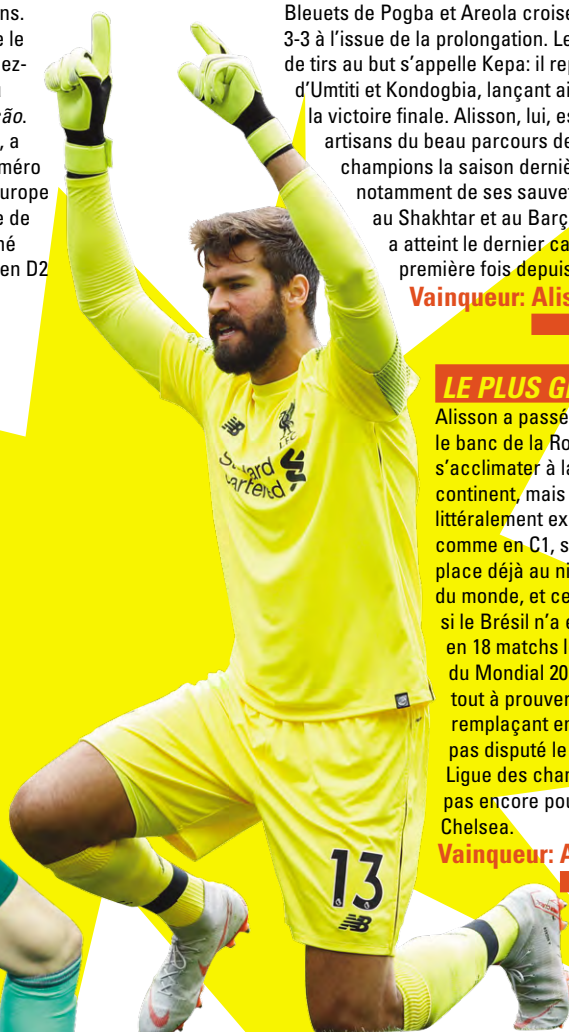 ns.
e le
ez-
ção.
, a
méro
urope
e de
né
en D2
Bleuets de Pogba et Areola croise
3-3 à l’issue de la prolongation. Le
de tirs au but s’appelle Kepa: il rep
d’Umtiti et Kondogbia, lançant ai
la victoire finale. Alisson, lui, es
artisans du beau parcours de
champions la saison derniè
notamment de ses sauvet
au Shakhtar et au Barç
a atteint le dernier ca
première fois depuis
Vainqueur: Alis
LE PLUS G
Alisson a passé
le banc de la Ro
s’acclimater à la
continent, mais
littéralement ex
comme en C1, s
place déjà au ni
du monde, et ce
si le Brésil n’a e
en 18 matchs l
du Mondial 20
tout à prouver
remplaçant en
pas disputé le
Ligue des char
pas encore pou
Chelsea.
Vainqueur: A
L.F.C.
Standard
Chartered
13
NB